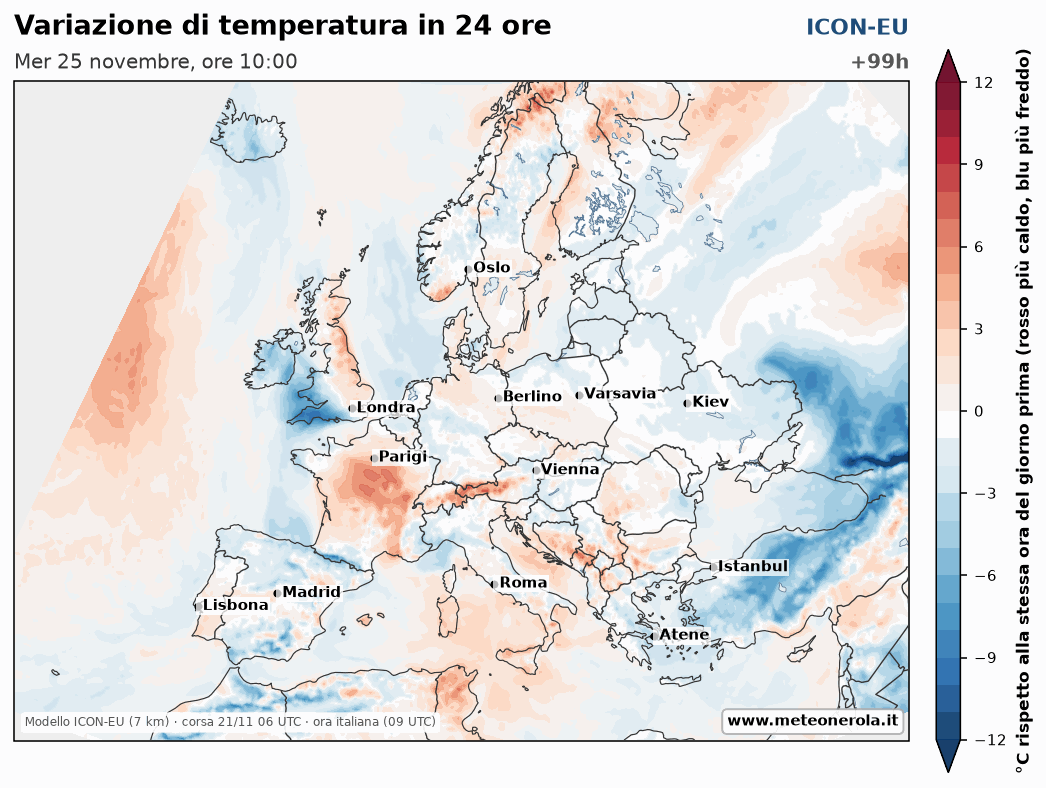 Variazione di temperatura in 24 ore
ICON-EU
Mer 25 novembre, ore 10:00
+99h
Oslo
Londra
Berlino
Varsavia
Kiev
Parigi
Vienna
Istanbul
Roma
Madrid
Lisbona
Atene
Modello ICON-EU (7 km) · corsa 21/11 06 UTC · ora italiana (09 UTC)
www.meteonerola.it
12
9
6
3
0
−3
−6
−9
−12
°C rispetto alla stessa ora del giorno prima (rosso più caldo, blu più freddo)